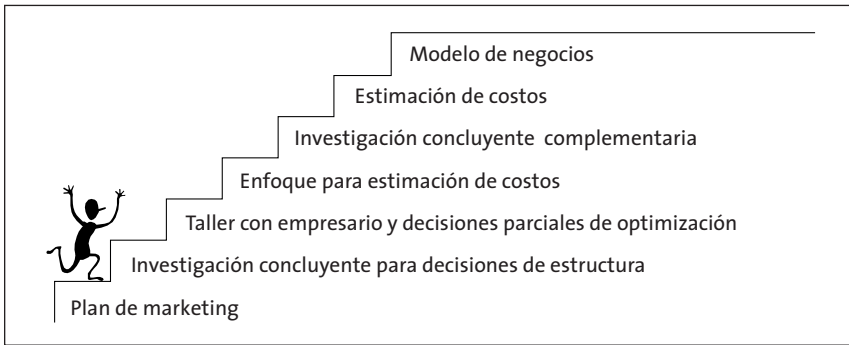 Modelo de negocios
Estimación de costos
Investigación concluyente complementaria
Enfoque para estimación de costos
Taller con empresario y decisiones parciales de optimización
Investigación concluyente para decisiones de estructura
Plan de marketing